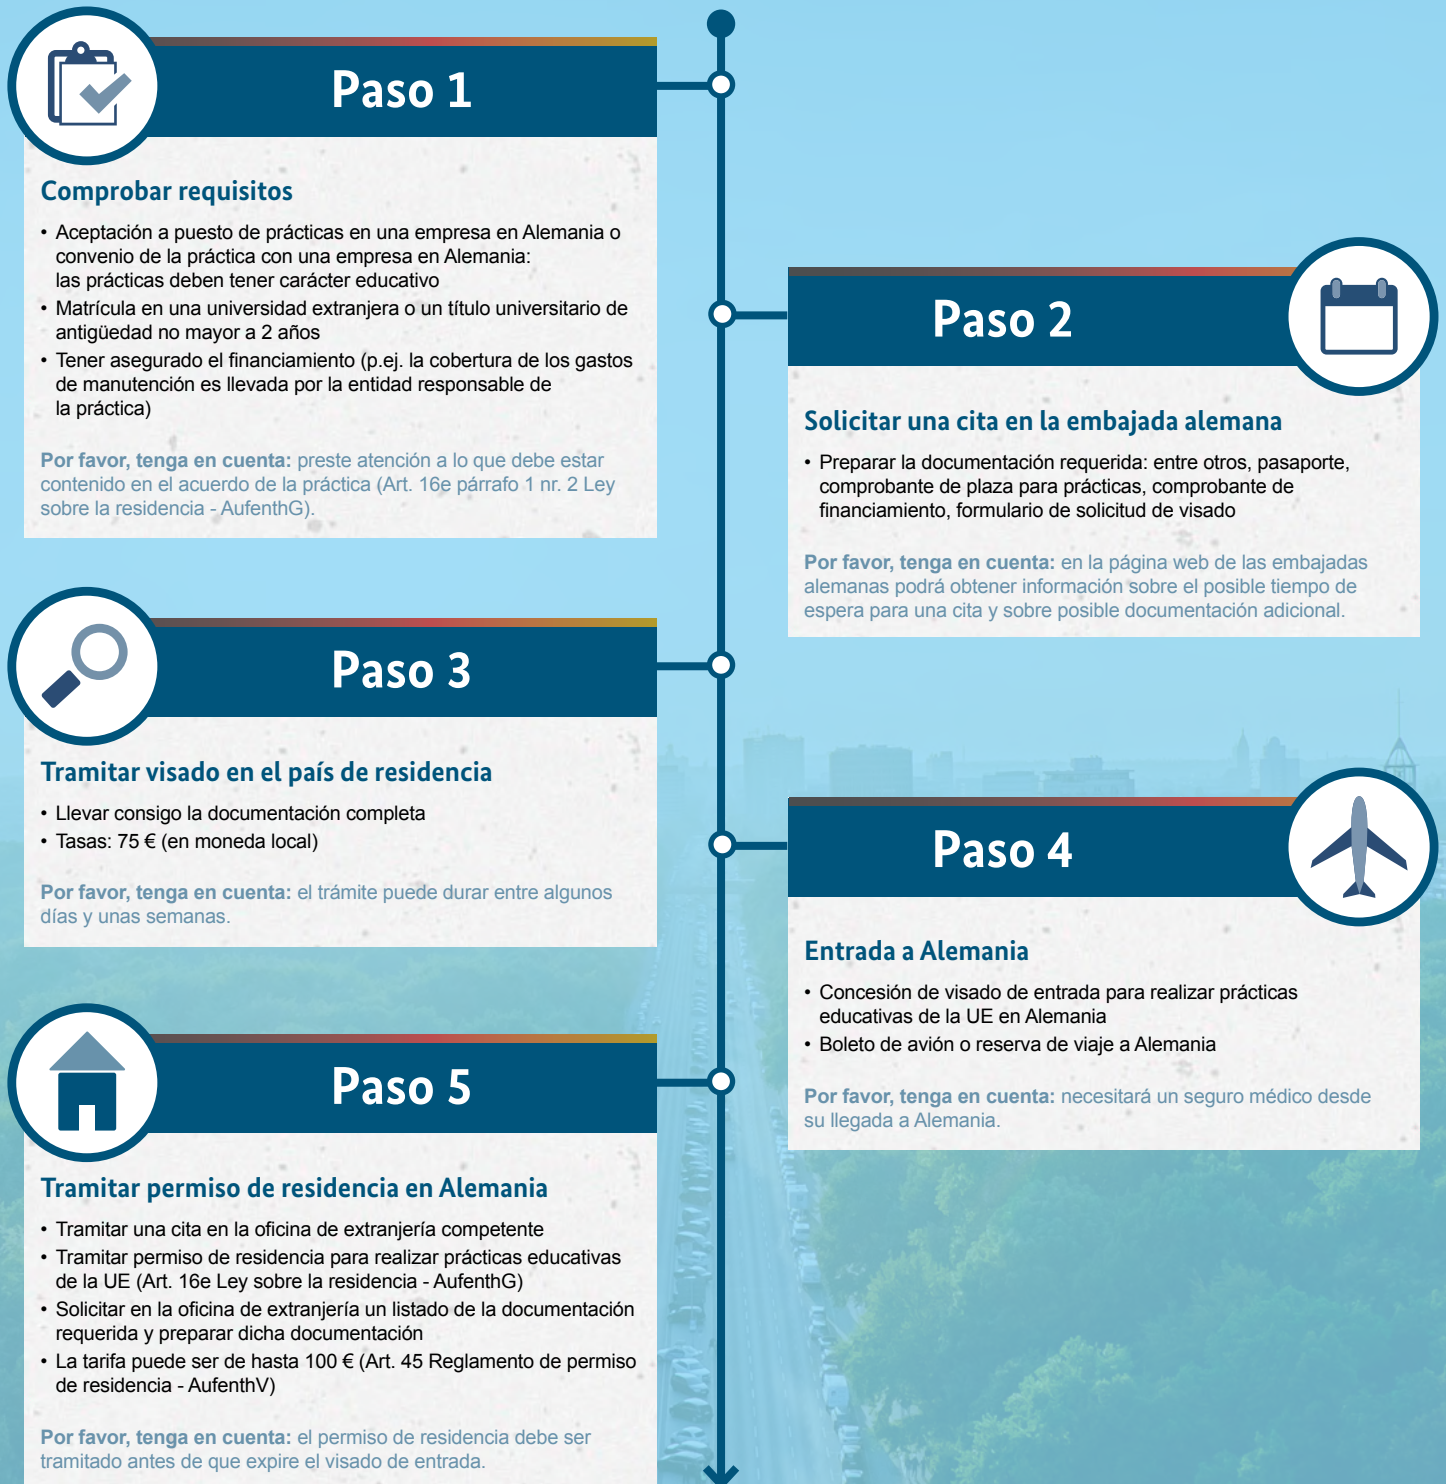 Paso 1
Comprobar requisitos
• Aceptación a puesto de prácticas en una empresa en Alemania o
convenio de la práctica con una empresa en Alemania:
las prácticas deben tener carácter educativo
• Matrícula en una universidad extranjera o un título universitario de
antigüedad no mayor a 2 años
• Tener asegurado el financiamiento (p.ej. la cobertura de los gastos
de manutención es llevada por la entidad responsable de
la práctica)
Por favor, tenga en cuenta: preste atención a lo que debe estar
contenido en el acuerdo de la práctica (Art. 16e párrafo 1 nr. 2 Ley
sobre la residencia - AufenthG).
Paso 2
Solicitar una cita en la embajada alemana
• Preparar la documentación requerida: entre otros, pasaporte,
comprobante de plaza para prácticas, comprobante de
financiamiento, formulario de solicitud de visado
Por favor, tenga en cuenta: en la página web de las embajadas
alemanas podrá obtener información sobre el posible tiempo de
espera para una cita y sobre posible documentación adicional.
Paso 3
Tramitar visado en el país de residencia
• Llevar consigo la documentación completa
• Tasas: 75 € (en moneda local)
Por favor, tenga en cuenta: el trámite puede durar entre algunos
días y unas semanas.
Paso 4
Entrada a Alemania
• Concesión de visado de entrada para realizar prácticas
educativas de la UE en Alemania
• Boleto de avión o reserva de viaje a Alemania
Por favor, tenga en cuenta: necesitará un seguro médico desde
su llegada a Alemania.
Paso 5
Tramitar permiso de residencia en Alemania
• Tramitar una cita en la oficina de extranjería competente
• Tramitar permiso de residencia para realizar prácticas educativas
de la UE (Art. 16e Ley sobre la residencia - AufenthG)
• Solicitar en la oficina de extranjería un listado de la documentación
requerida y preparar dicha documentación
• La tarifa puede ser de hasta 100 € (Art. 45 Reglamento de permiso
de residencia - AufenthV)
Por favor, tenga en cuenta: el permiso de residencia debe ser
tramitado antes de que expire el visado de entrada.